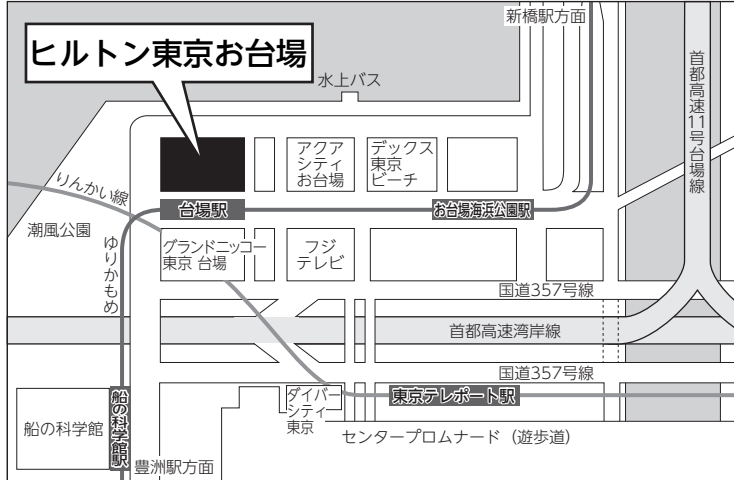 新橋駅方面
ヒルトン東京お台場
水上バス
首都高速11号台場線
アクア
シティ
お台場
デックス
東京
ビーチ
りんかい線
台場駅
お台場海浜公園駅
潮風公園
ゆりかもめ
グランドニッコー
東京 台場
フジ
テレビ
国道357号線
首都高速湾岸線
国道357号線
船の科学館
船の科学館駅
ダイバー
シティ
東京
東京テレポート駅
センタープロムナード（遊歩道）
豊洲駅方面